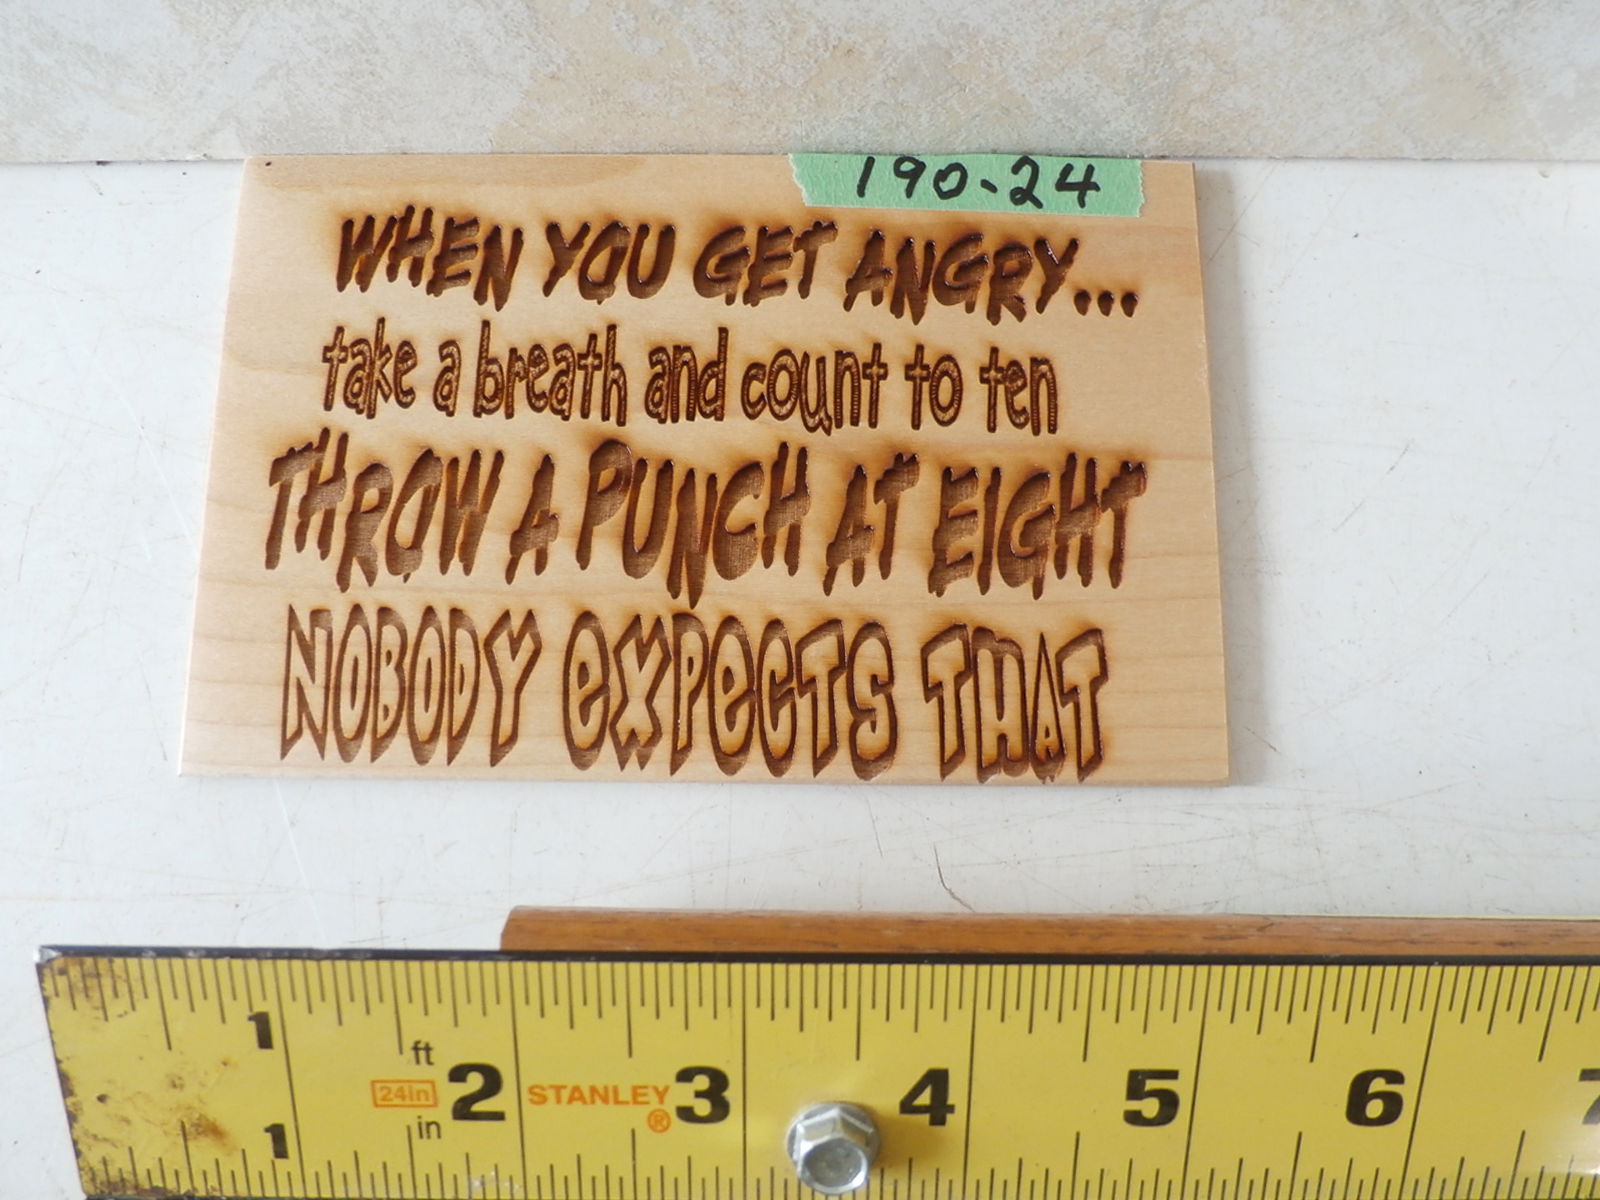 190-24
WHEN YOU GET ANGRY...
take a breath and count to ten
THROW A PUNCH AT EIGHT
NOBODY eXPeCTS THAT
1 ft 24in in 2 STANLEY ® 3 4 5 6 7
1